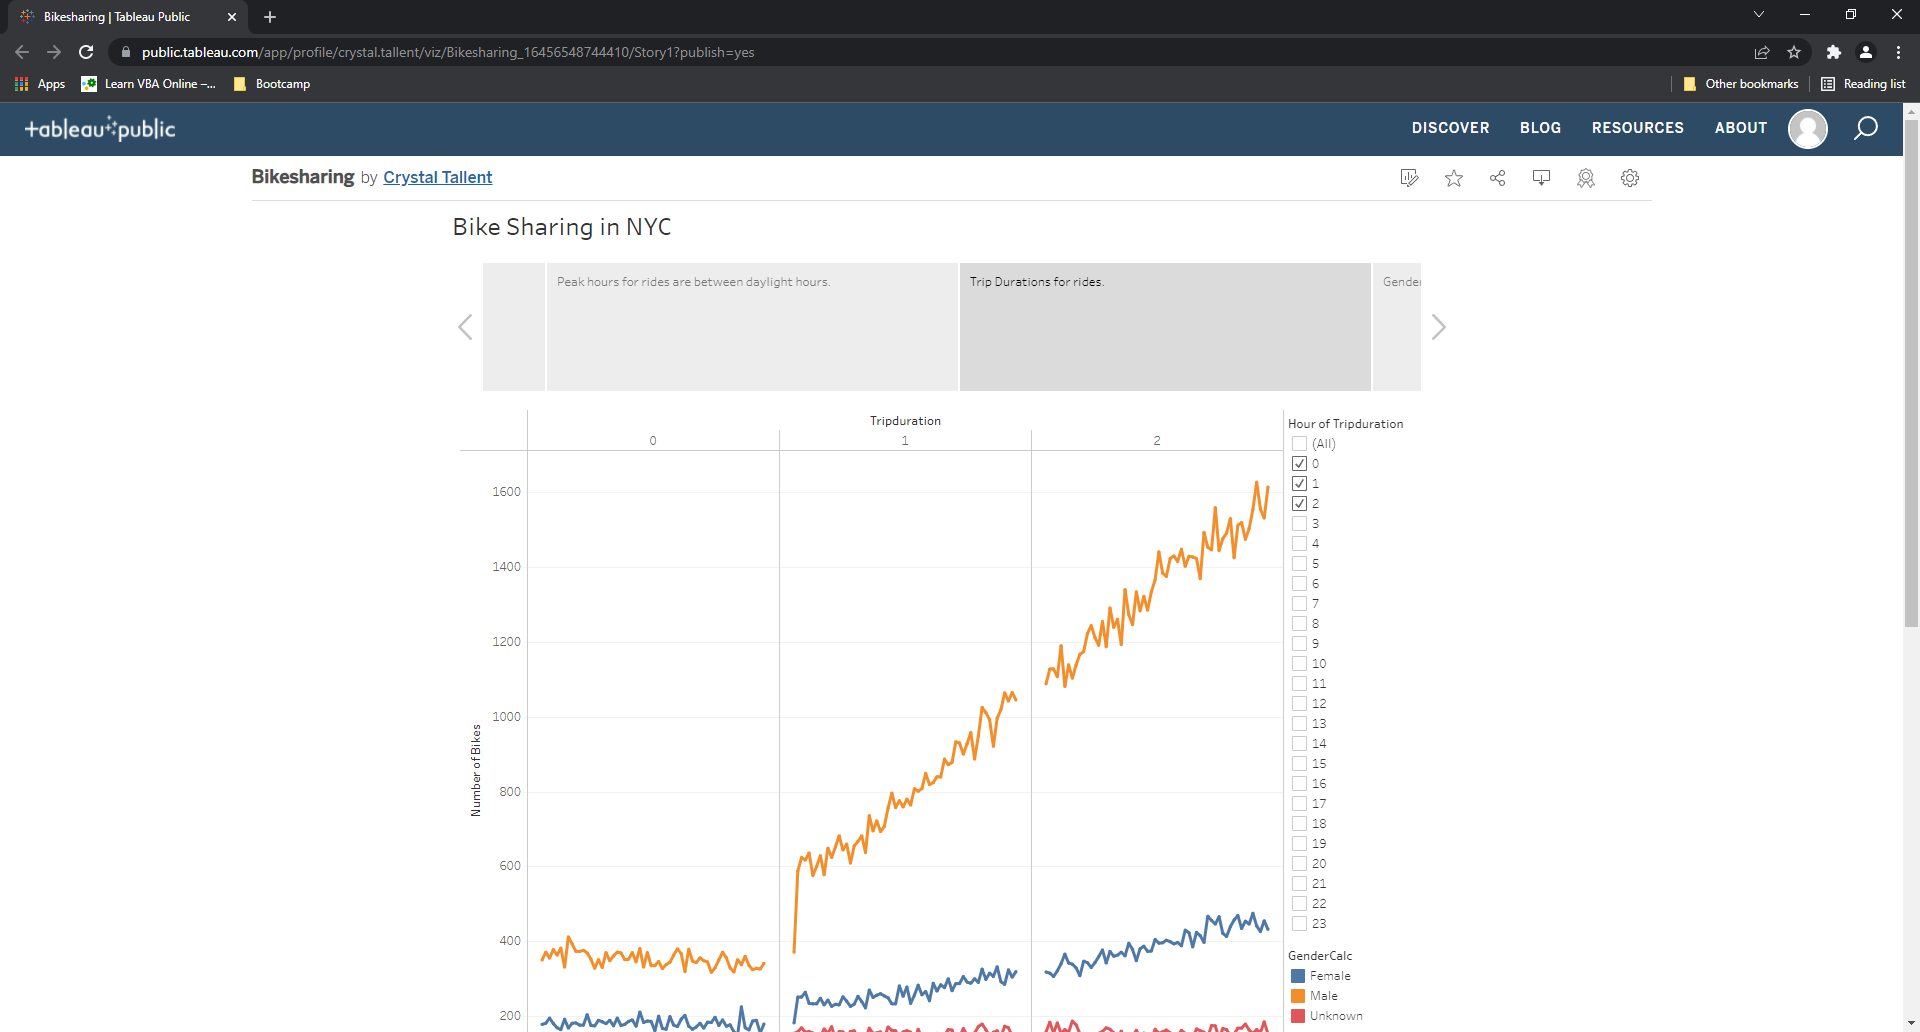 Bikesharing | Tableau Public
public.tableau.com/app/profile/crystal.tallent/viz/Bikesharing_16456548744410/Story1?publish=yes
Apps Learn VBA Online –... Bootcamp Other bookmarks Reading list
+ableau public DISCOVER BLOG RESOURCES ABOUT
Bikesharing by Crystal Tallent
Bike Sharing in NYC
Peak hours for rides are between daylight hours. Trip Durations for rides. Gender
Tripduration
0 1 2
Number of Bikes
1600
1400
1200
1000
800
600
400
200
Hour of Tripduration
(All)
0
1
2
3
4
5
6
7
8
9
10
11
12
13
14
15
16
17
18
19
20
21
22
23
GenderCalc
Female
Male
Unknown